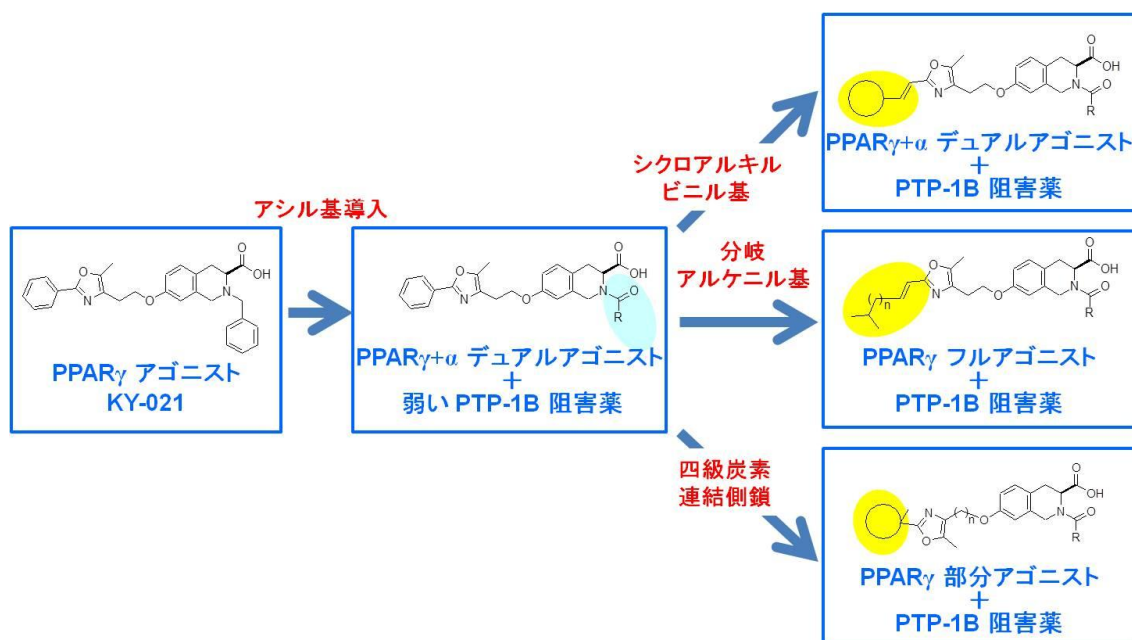 アシル基導入
O
N
O
O
OH
N
PPARγ アゴニスト
KY-021
O
N
O
O
OH
N
O
R
PPARγ+α デュアルアゴニスト
+
弱い PTP-1B 阻害薬
シクロアルキル
ビニル基
分岐
アルケニル基
四級炭素
連結側鎖
O
N
O
O
OH
N
O
R
PPARγ+α デュアルアゴニスト
+
PTP-1B 阻害薬
n
O
N
O
O
OH
N
O
R
PPARγ フルアゴニスト
+
PTP-1B 阻害薬
N
O
n
O
O
OH
N
O
R
PPARγ 部分アゴニスト
+
PTP-1B 阻害薬